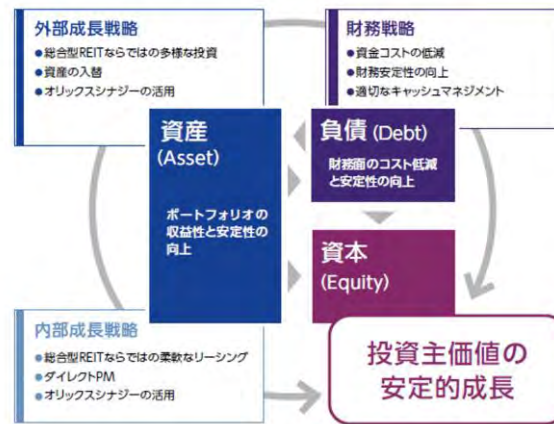 外部成長戦略
●総合型REITならではの多様な投資
●資産の入替
●オリックスシナジーの活用
財務戦略
●資金コストの低減
●財務安定性の向上
●適切なキャッシュマネジメント
資産
(Asset)
ポートフォリオの
収益性と安定性の
向上
負債 (Debt)
財務面のコスト低減
と安定性の向上
資本
(Equity)
内部成長戦略
●総合型REITならではの柔軟なリーシング
●ダイレクトPM
●オリックスシナジーの活用
投資主価値の
安定的成長